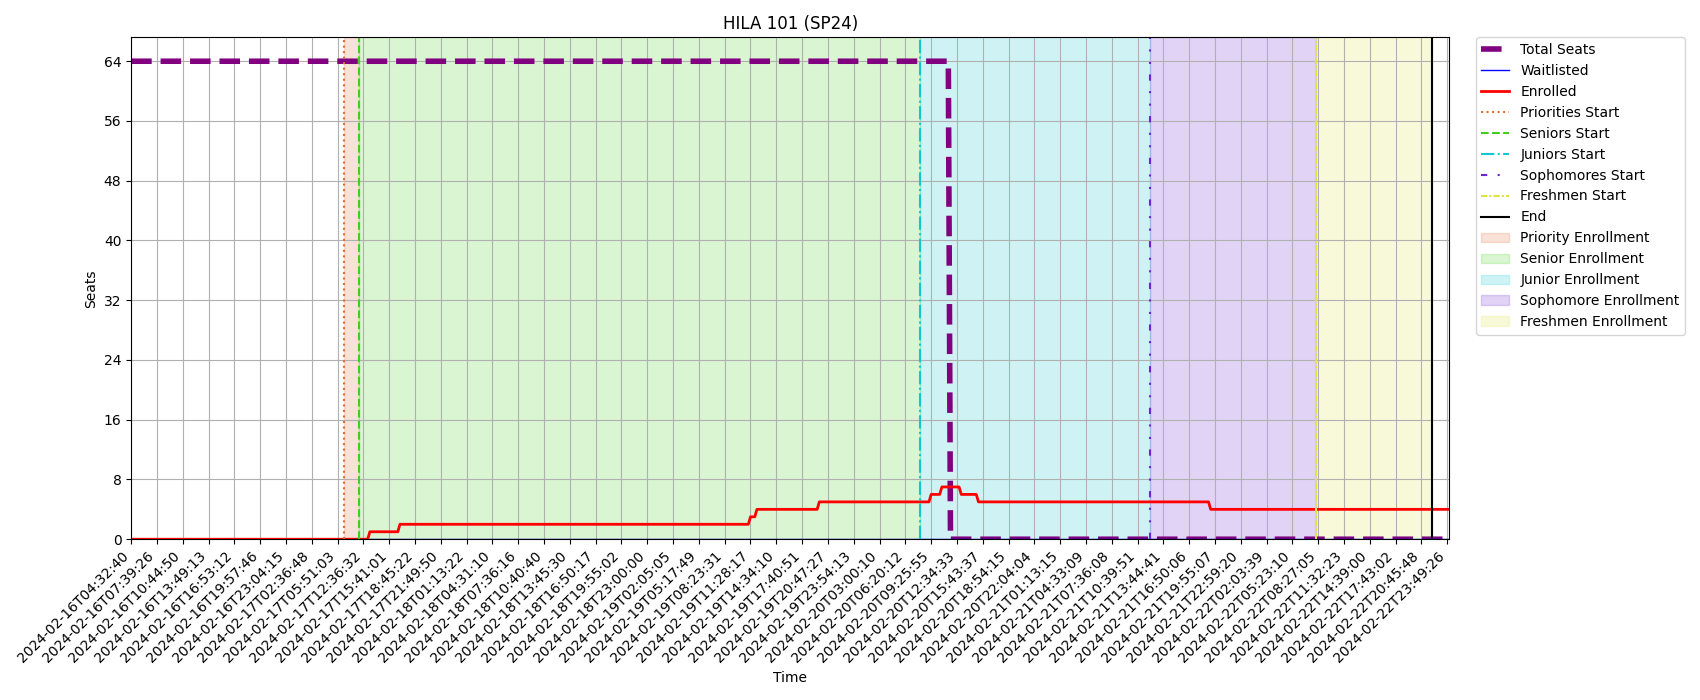 HILA 101 (SP24)
Seats
64
56
48
40
32
24
16
8
0
2024-02-16T04:32:40
2024-02-16T07:39:26
2024-02-16T10:44:50
2024-02-16T13:49:13
2024-02-16T16:53:12
2024-02-16T19:57:46
2024-02-16T23:04:15
2024-02-17T02:36:48
2024-02-17T05:51:03
2024-02-17T12:36:32
2024-02-17T15:41:01
2024-02-17T18:45:22
2024-02-17T21:49:50
2024-02-18T01:13:22
2024-02-18T04:31:10
2024-02-18T07:36:16
2024-02-18T10:40:40
2024-02-18T13:45:30
2024-02-18T16:50:17
2024-02-18T19:55:02
2024-02-18T23:00:00
2024-02-19T02:05:05
2024-02-19T05:17:49
2024-02-19T08:23:31
2024-02-19T11:28:17
2024-02-19T14:34:10
2024-02-19T17:40:51
2024-02-19T20:47:27
2024-02-19T23:54:13
2024-02-20T03:00:10
2024-02-20T06:20:12
2024-02-20T09:25:55
2024-02-20T12:34:33
2024-02-20T15:43:37
2024-02-20T18:54:15
2024-02-20T22:04:04
2024-02-21T01:13:15
2024-02-21T04:33:09
2024-02-21T07:36:08
2024-02-21T10:39:51
2024-02-21T13:44:41
2024-02-21T16:50:06
2024-02-21T19:55:07
2024-02-21T22:59:20
2024-02-22T02:03:39
2024-02-22T05:23:10
2024-02-22T08:27:05
2024-02-22T11:32:23
2024-02-22T14:39:00
2024-02-22T17:43:02
2024-02-22T20:45:48
2024-02-22T23:49:26
Time
Total Seats
Waitlisted
Enrolled
Priorities Start
Seniors Start
Juniors Start
Sophomores Start
Freshmen Start
End
Priority Enrollment
Senior Enrollment
Junior Enrollment
Sophomore Enrollment
Freshmen Enrollment